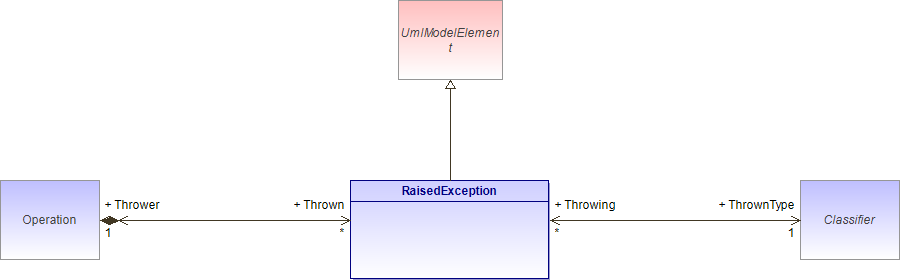 UmlModelElemen
t
RaisedException
Operation
+ Thrower
+ Thrown
1
*
+ Throwing
+ ThrownType
*
1
Classifier